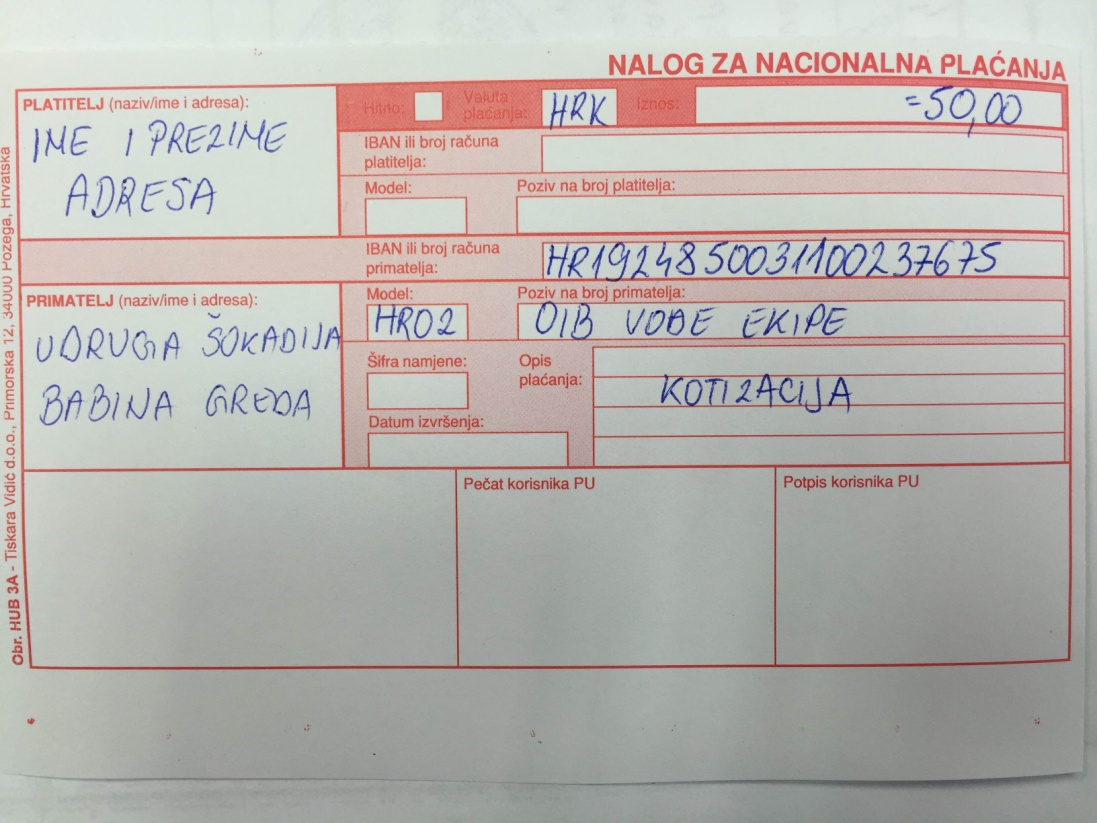 NALOG ZA NACIONALNA PLAĆANJA
PLATITELJ (naziv/ime i adresa):
IME I PREZIME
ADRESA
Hitno:
Valuta plaćanja:
HRK
Iznos:
=50,00
IBAN ili broj računa
platitelja:
Model:
Poziv na broj platitelja:
IBAN ili broj računa
primatelja:
HR1924850031100237675
PRIMATELJ (naziv/ime i adresa):
UDRUGA ŠOKADIJA
BABINA GREDA
Model:
HR02
Poziv na broj primatelja:
OIB VOĐE EKIPE
Šifra namjene:
Opis
plaćanja:
KOTIZACIJA
Datum izvršenja:
Pečat korisnika PU
Potpis korisnika PU
Obr. HUB 3A - Tiskara Vidić d.o.o., Primorska 12, 34000 Pozega, Hrvatska